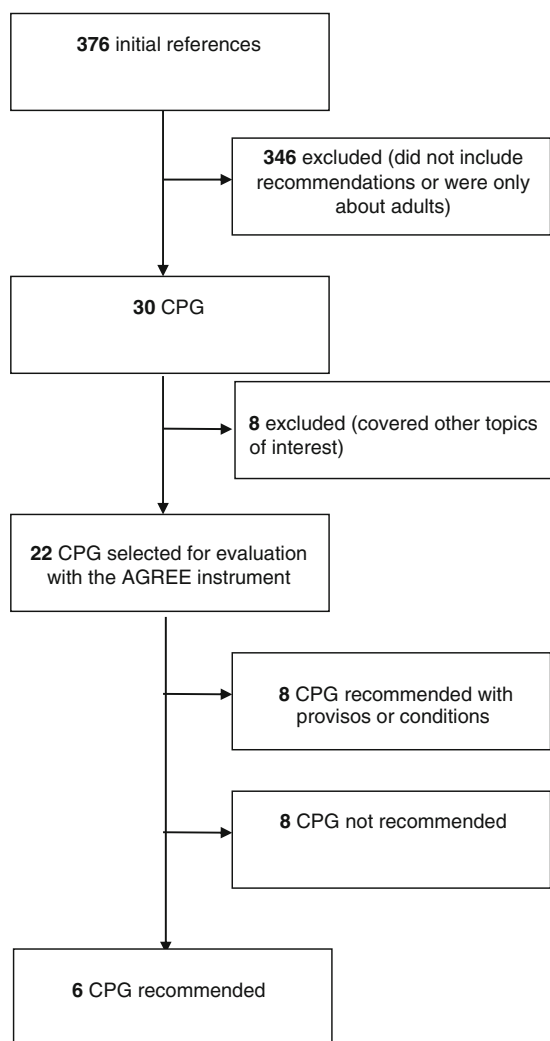 376 initial references
346 excluded (did not include
recommendations or were only
about adults)
30 CPG
8 excluded (covered other topics
of interest)
22 CPG selected for evaluation
with the AGREE instrument
8 CPG recommended with
provisos or conditions
8 CPG not recommended
6 CPG recommended